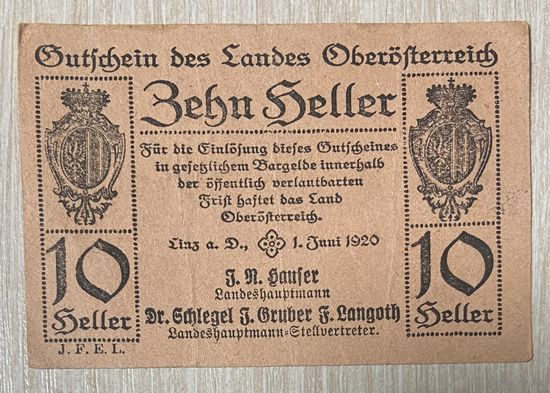 Gutschein des Landes Oberösterreich
Zehn Heller
Für die Einlösung dieses Gutscheines
in gesetzlichem Bargelde innerhalb
der öffentlich verlautbarten
Frist haftet das Land
Oberösterreich.
Linz a. D., 1. Juni 1920
J. N. Hauser
Landeshauptmann
Dr. Schlegel J. Gruber F. Langoth
Landeshauptmann-Stellvertreter.
10
Heller
10
Heller
J. F. E. L.